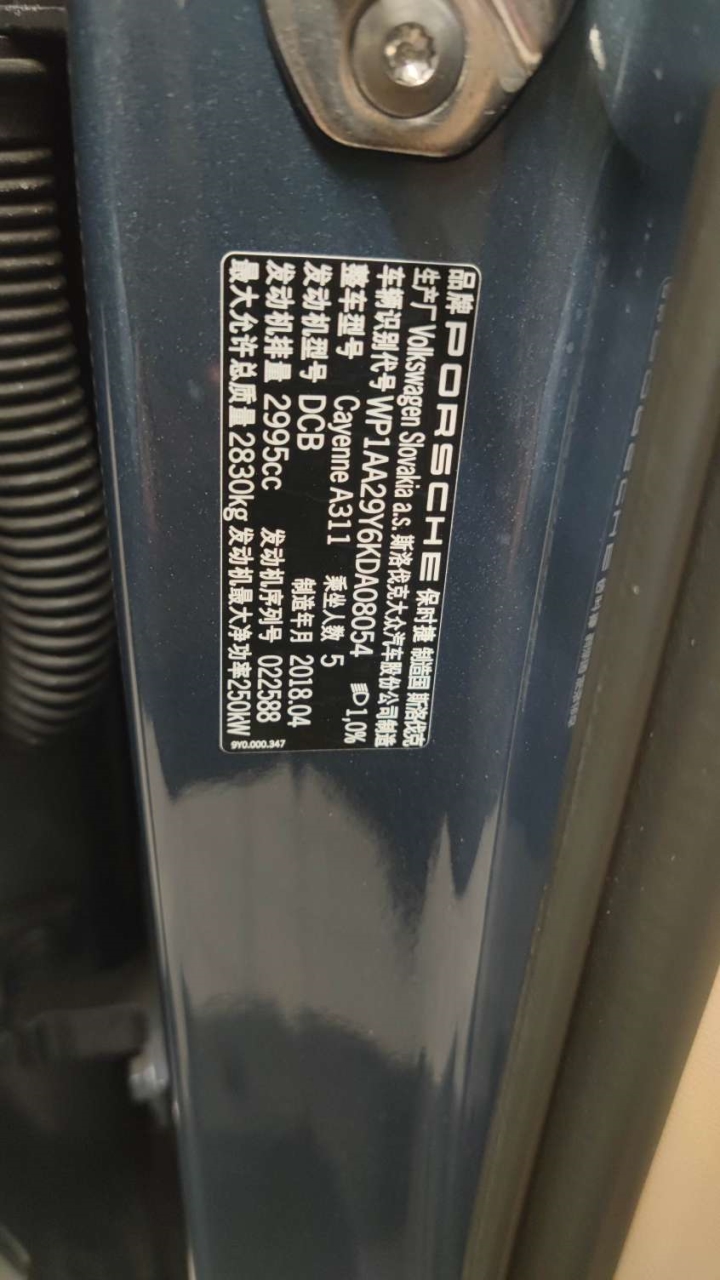 品牌 PORSCHE 保时捷 制造国 斯洛伐克
生产厂 Volkswagen Slovakia a.s. 斯洛伐克大众汽车股份公司制造
车辆识别代号 WP1AA29Y6KDA08054 1,0%
整车型号 Cayenne A311 乘坐人数 5
发动机型号 DCB 制造年月 2018.04
发动机排量 2995cc 发动机序列号 022588
最大允许总质量 2830kg 发动机最大净功率250kW
9Y0.000.347